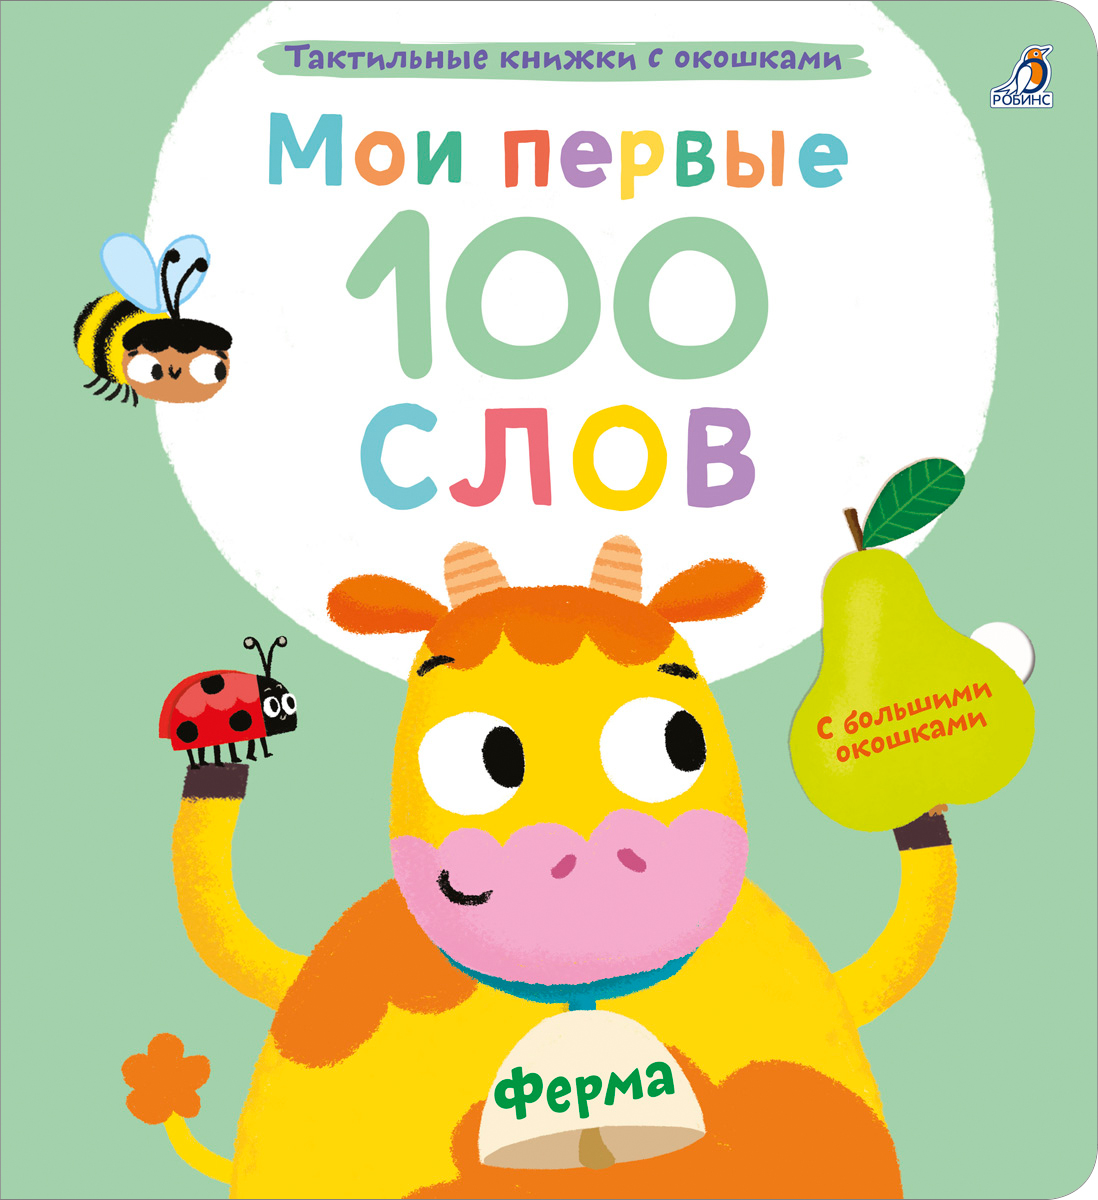 Тактильные книжки с окошками
РОБИНС
Мои первые
100
слов
С большими
окошками
Ферма